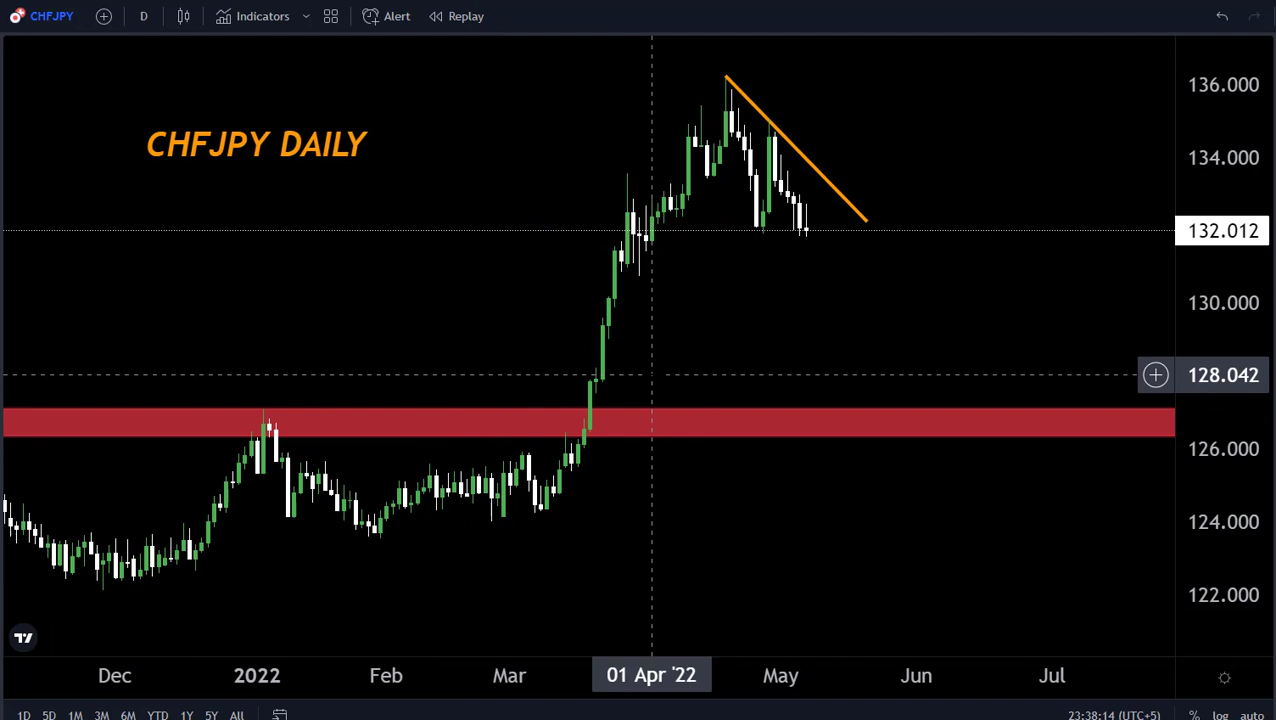 CHFJPY D Indicators Alert Replay
CHFJPY DAILY
136.000
134.000
132.012
130.000
128.042
126.000
124.000
122.000
Dec 2022 Feb Mar 01 Apr '22 May Jun Jul
1D 5D 1M 3M 6M YTD 1Y 5Y All 23:38:14 (UTC+5) % log auto